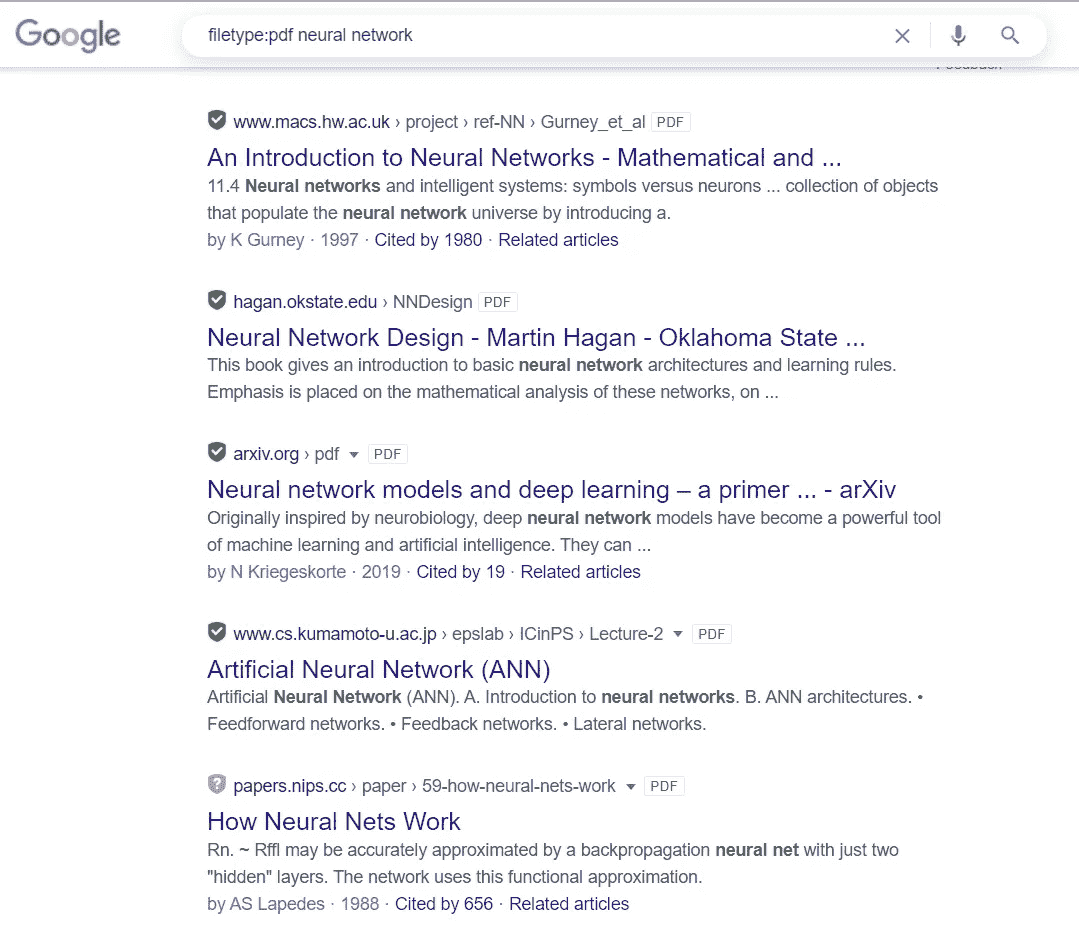 Google
filetype:pdf neural network
Feedback
www.macs.hw.ac.uk › project › ref-NN › Gurney_et_al PDF
An Introduction to Neural Networks - Mathematical and ...
11.4 Neural networks and intelligent systems: symbols versus neurons ... collection of objects
that populate the neural network universe by introducing a.
by K Gurney · 1997 · Cited by 1980 · Related articles
hagan.okstate.edu › NNDesign PDF
Neural Network Design - Martin Hagan - Oklahoma State ...
This book gives an introduction to basic neural network architectures and learning rules.
Emphasis is placed on the mathematical analysis of these networks, on ...
arxiv.org › pdf PDF
Neural network models and deep learning – a primer ... - arXiv
Originally inspired by neurobiology, deep neural network models have become a powerful tool
of machine learning and artificial intelligence. They can ...
by N Kriegeskorte · 2019 · Cited by 19 · Related articles
www.cs.kumamoto-u.ac.jp › epslab › ICinPS › Lecture-2 PDF
Artificial Neural Network (ANN)
Artificial Neural Network (ANN). A. Introduction to neural networks. B. ANN architectures. •
Feedforward networks. • Feedback networks. • Lateral networks.
papers.nips.cc › paper › 59-how-neural-nets-work PDF
How Neural Nets Work
Rn. ~ Rffl may be accurately approximated by a backpropagation neural net with just two
"hidden" layers. The network uses this functional approximation.
by AS Lapedes · 1988 · Cited by 656 · Related articles